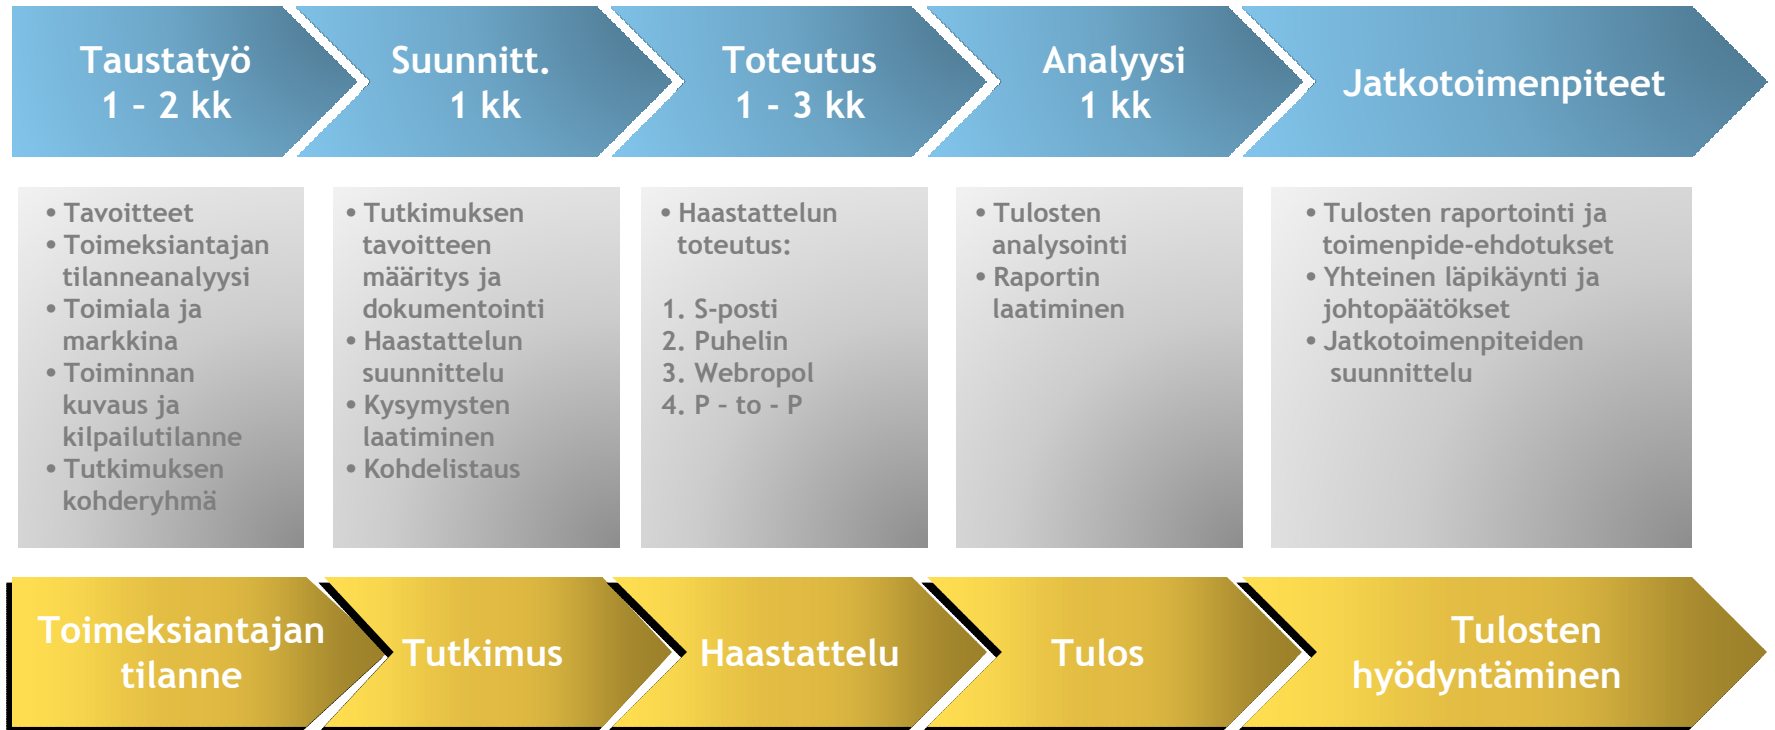 Taustatyö
1 – 2 kk
Suunnitt.
1 kk
Toteutus
1 - 3 kk
Analyysi
1 kk
Jatkotoimenpiteet
• Tavoitteet
• Toimeksiantajan
tilanneanalyysi
• Toimiala ja
markkina
• Toiminnan
kuvaus ja
kilpailutilanne
• Tutkimuksen
kohderyhmä
• Tutkimuksen
tavoitteen
määritys ja
dokumentointi
• Haastattelun
suunnittelu
• Kysymysten
laatiminen
• Kohdelistaus
• Haastattelun
toteutus:
1. S-posti
2. Puhelin
3. Webropol
4. P – to - P
• Tulosten
analysointi
• Raportin
laatiminen
• Tulosten raportointi ja
toimenpide-ehdotukset
• Yhteinen läpikäynti ja
johtopäätökset
• Jatkotoimenpiteiden
suunnittelu
Toimeksiantajan
tilanne
Tutkimus
Haastattelu
Tulos
Tulosten
hyödyntäminen